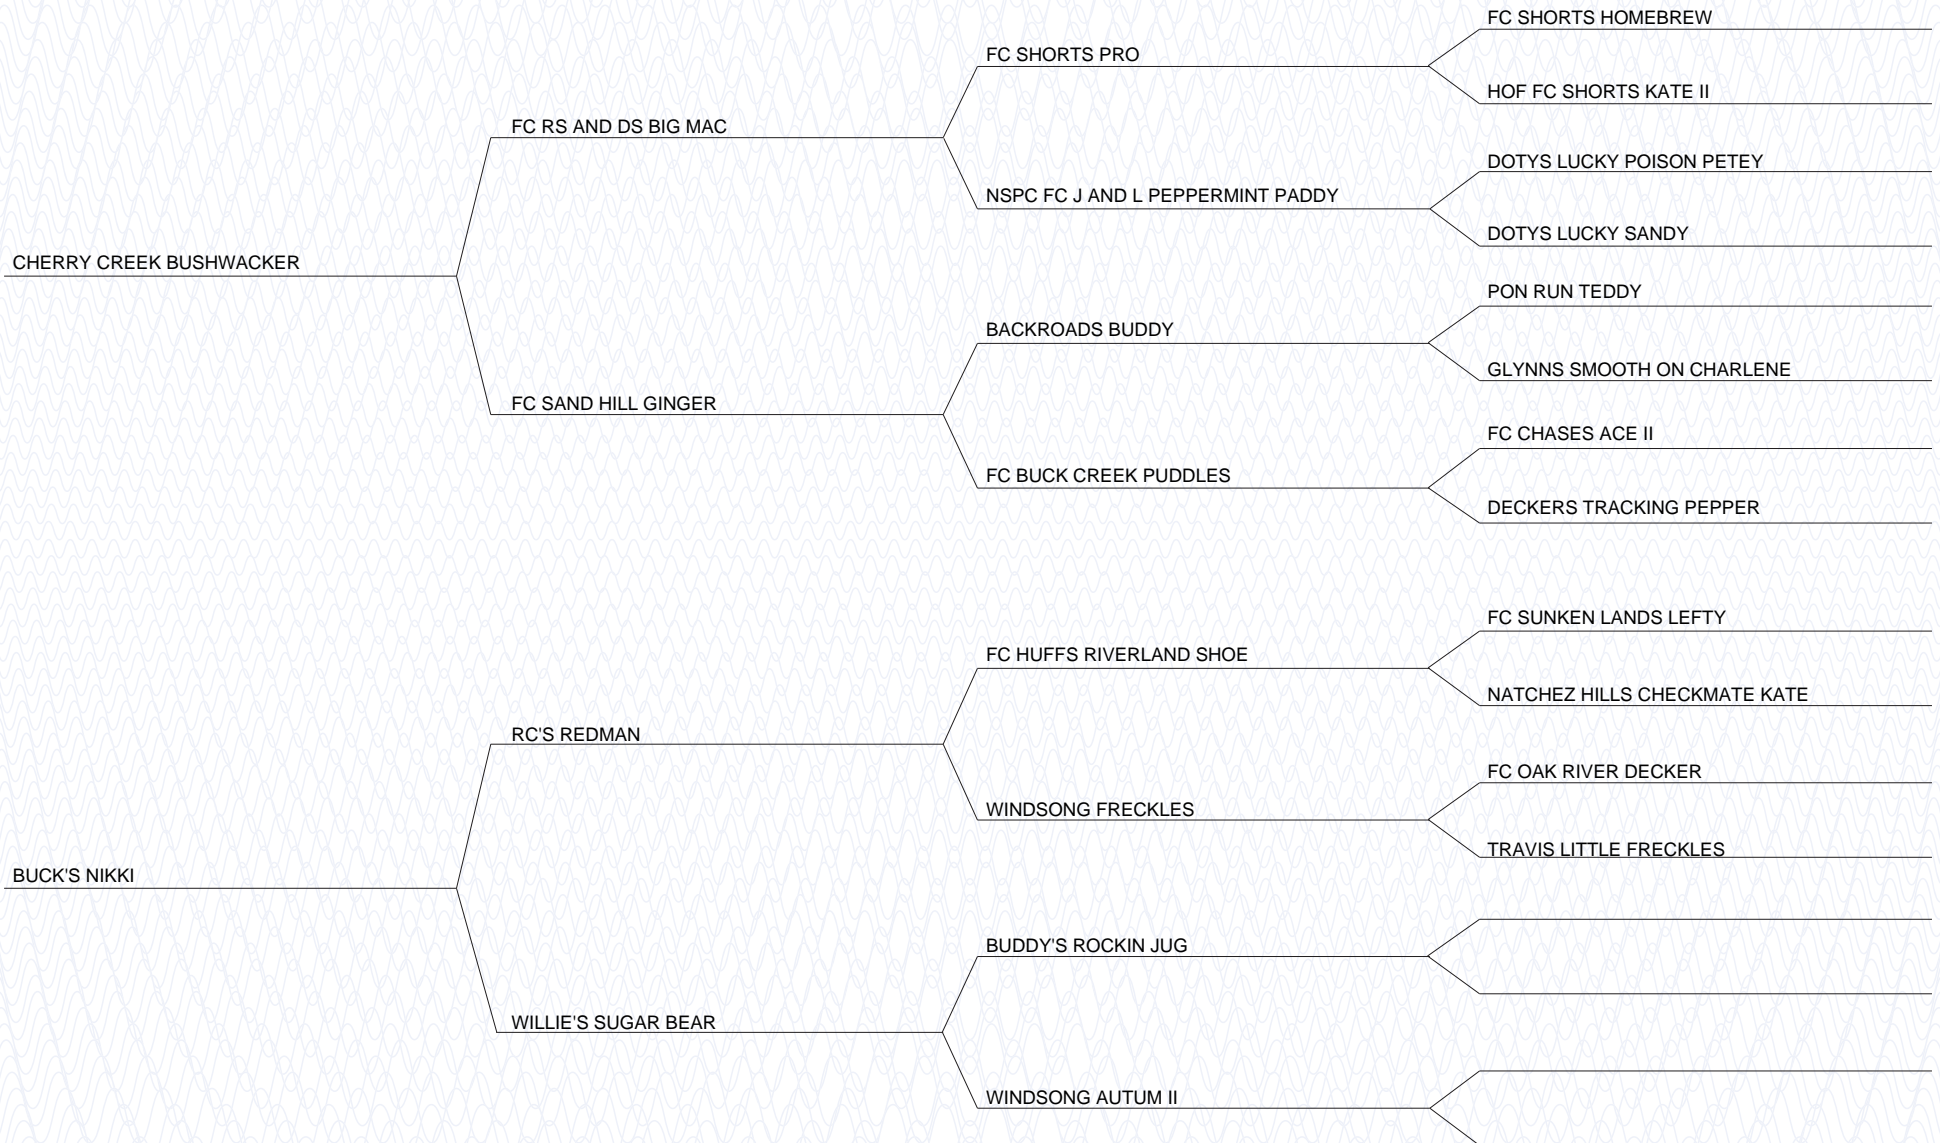 FC SHORTS HOMEBREW
FC SHORTS PRO
HOF FC SHORTS KATE II
FC RS AND DS BIG MAC
DOTYS LUCKY POISON PETEY
NSPC FC J AND L PEPPERMINT PADDY
DOTYS LUCKY SANDY
CHERRY CREEK BUSHWACKER
PON RUN TEDDY
BACKROADS BUDDY
GLYNNS SMOOTH ON CHARLENE
FC SAND HILL GINGER
FC CHASES ACE II
FC BUCK CREEK PUDDLES
DECKERS TRACKING PEPPER
FC SUNKEN LANDS LEFTY
FC HUFFS RIVERLAND SHOE
NATCHEZ HILLS CHECKMATE KATE
RC'S REDMAN
FC OAK RIVER DECKER
WINDSONG FRECKLES
TRAVIS LITTLE FRECKLES
BUCK'S NIKKI
BUDDY'S ROCKIN JUG
WILLIE'S SUGAR BEAR
WINDSONG AUTUM II